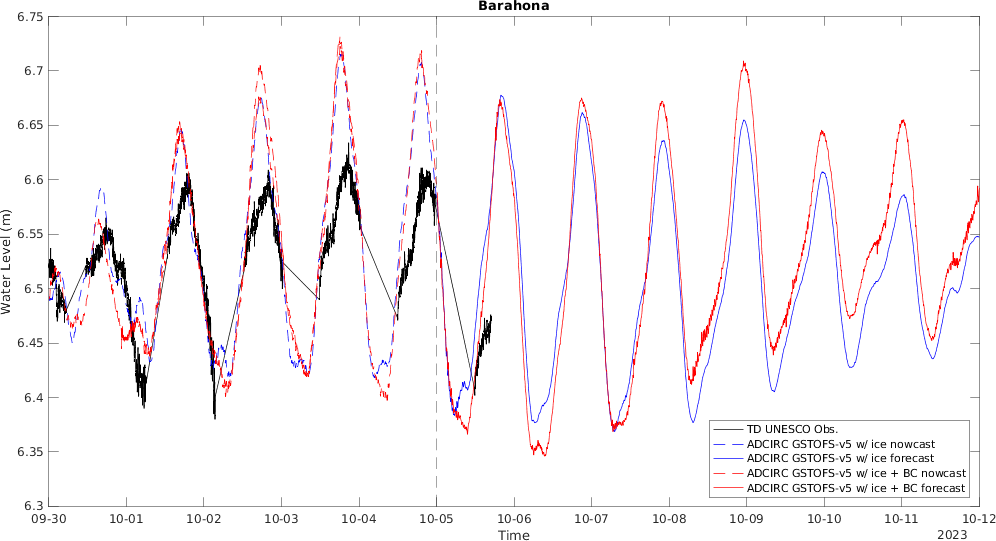 Barahona
6.75
6.7
6.65
6.6
6.55
6.5
6.45
6.4
6.35
6.3
Water Level (m)
09-30 10-01 10-02 10-03 10-04 10-05 10-06 10-07 10-08 10-09 10-10 10-11 10-12
Time
2023
TD UNESCO Obs.
ADCIRC GSTOFS-v5 w/ ice nowcast
ADCIRC GSTOFS-v5 w/ ice forecast
ADCIRC GSTOFS-v5 w/ ice + BC nowcast
ADCIRC GSTOFS-v5 w/ ice + BC forecast